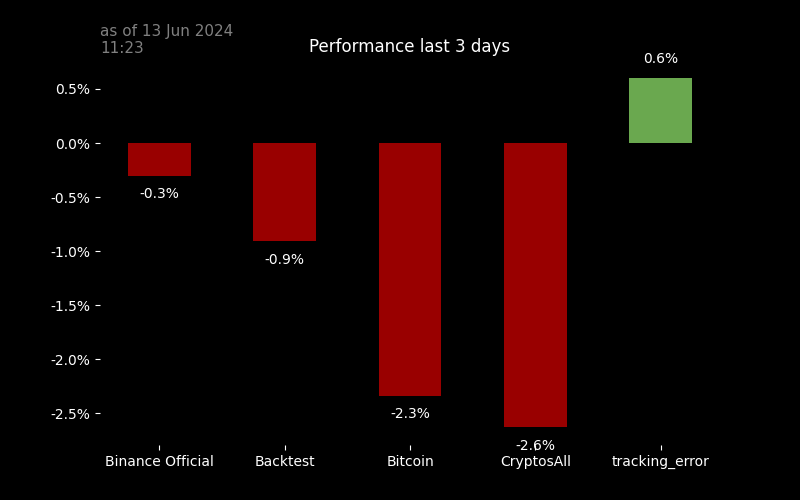 as of 13 Jun 2024
11:23
Performance last 3 days
0.6%
0.5%
0.0%
-0.5%
-1.0%
-1.5%
-2.0%
-2.5%
-0.3%
-0.9%
-2.3%
-2.6%
Binance Official
Backtest
Bitcoin
CryptosAll
tracking_error